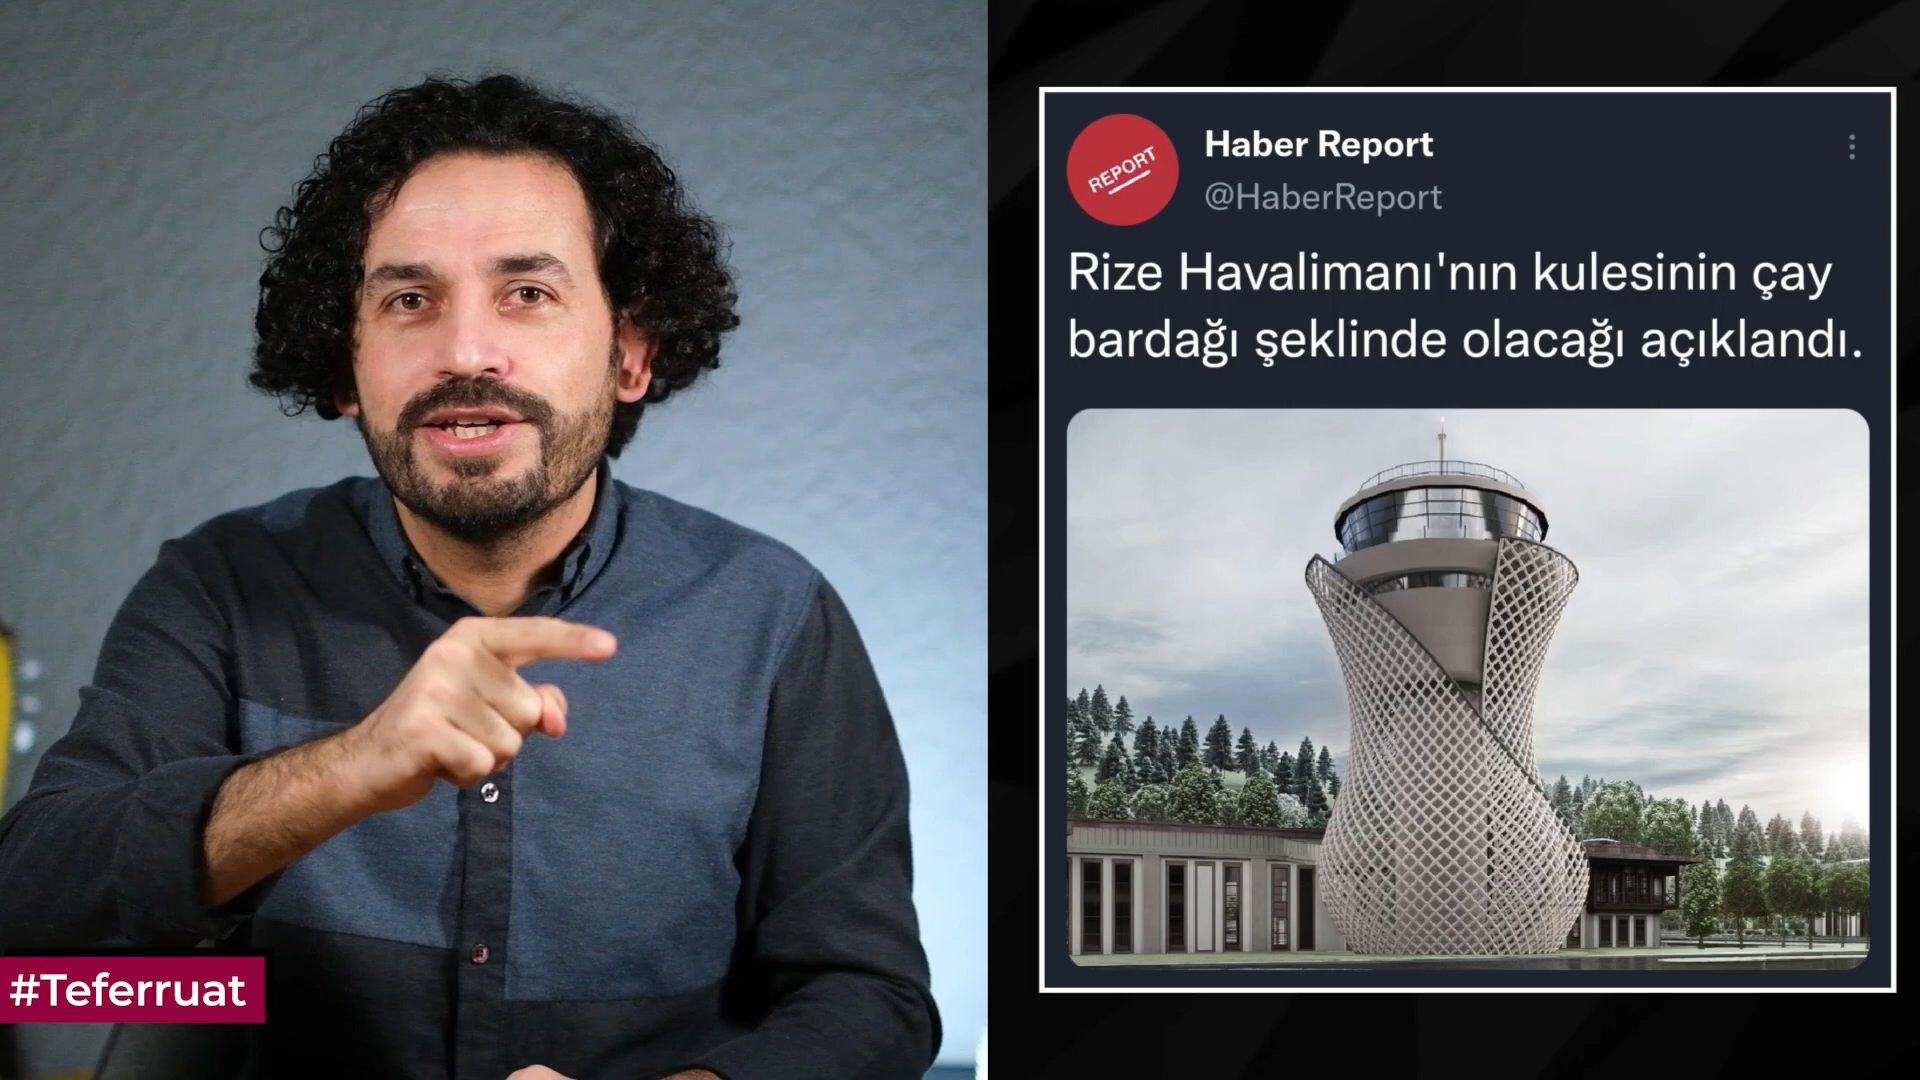 #Teferruat
REPORT
Haber Report
@HaberReport
Rize Havalimanı'nın kulesinin çay
bardağı şeklinde olacağı açıklandı.